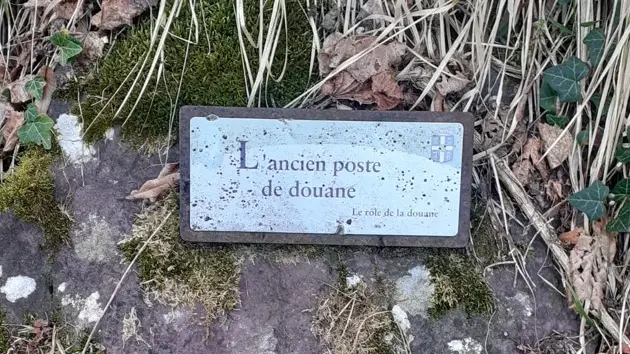 L'ancien poste
de douane
Le rôle de la douane